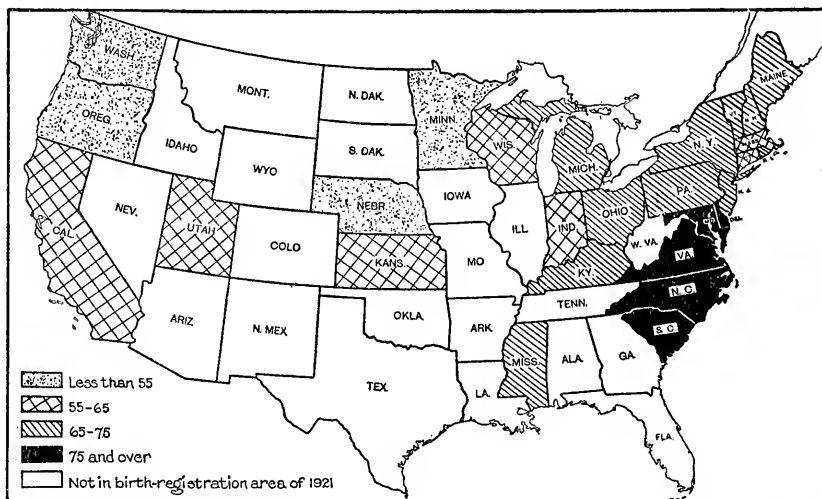 WASH.
MONT.
N. DAK.
MINN.
MAINE
OREG.
IDAHO
S. DAK.
WIS.
MICH.
N. Y.
WYO
IOWA
PA.
NEBR.
NEV.
UTAH
COLO
ILL
IND.
OHIO
W. VA.
MD.
DEL.
N. J.
CAL.
KANS.
MO
KY.
VA.
N. C.
ARIZ
N. MEX.
OKLA.
ARK.
TENN.
S. C.
MISS.
ALA.
GA.
TEX.
LA.
FLA.
Less than 55
55-65
65-75
75 and over
Not in birth-registration area of 1921